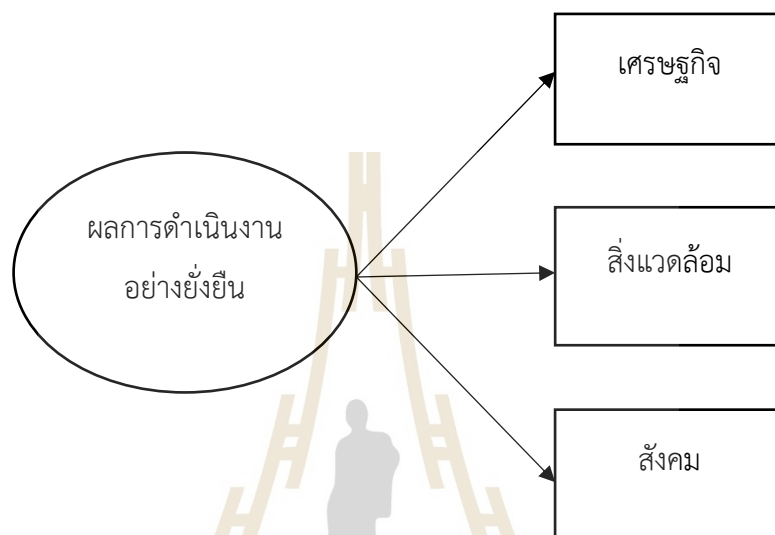 เศรษฐกิจ
ผลการดำเนินงาน
อย่างยั่งยืน
สิ่งแวดล้อม
สังคม